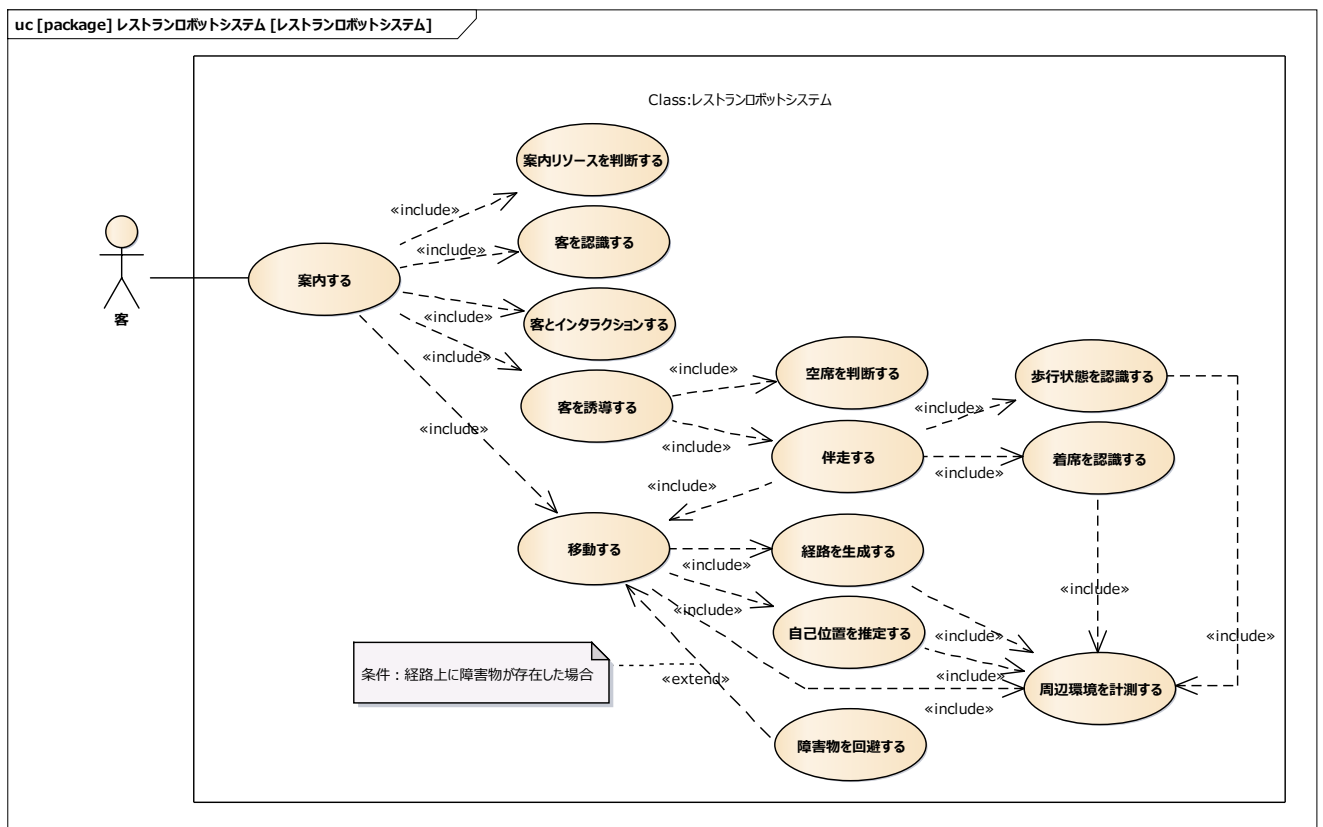 uc [package] レストランロボットシステム [レストランロボットシステム]
Class:レストランロボットシステム
案内リソースを判断する
«include»
客を認識する
«include»
案内する
客
«include»
客とインタラクションする
«include»
空席を判断する
«include»
歩行状態を認識する
客を誘導する
«include»
«include»
«include»
伴走する
着席を認識する
«include»
«include»
移動する
経路を生成する
«include»
«include»
«include»
自己位置を推定する
«include»
«include»
条件：経路上に障害物が存在した場合
«extend»
«include»
周辺環境を計測する
«include»
障害物を回避する